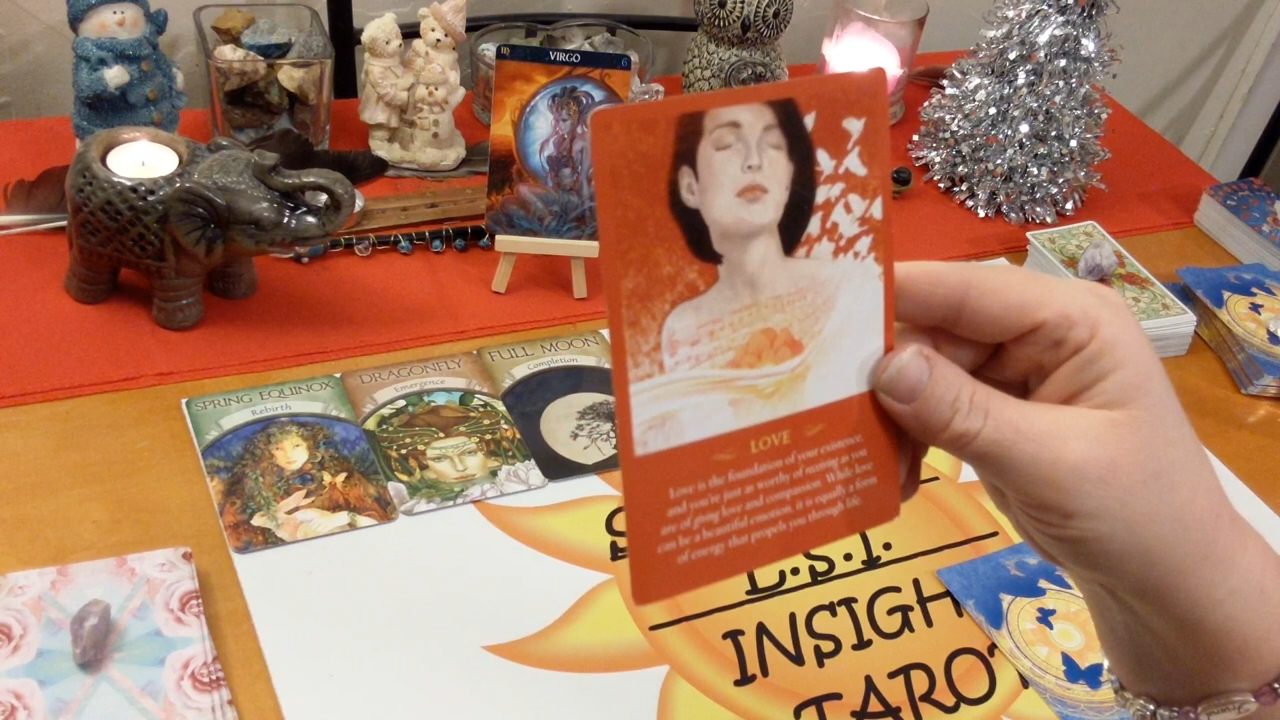 VIRGO
6
SPRING EQUINOX
Rebirth
DRAGONFLY
Emergence
FULL MOON
Completion
LOVE
Love is the foundation of your existence,
and you're just as worthy of receiving as you
are of giving love and compassion. While love
can be a beautiful emotion, it is equally a form
of energy that propels you through life.
L.S.I.
INSIGH
TAROT